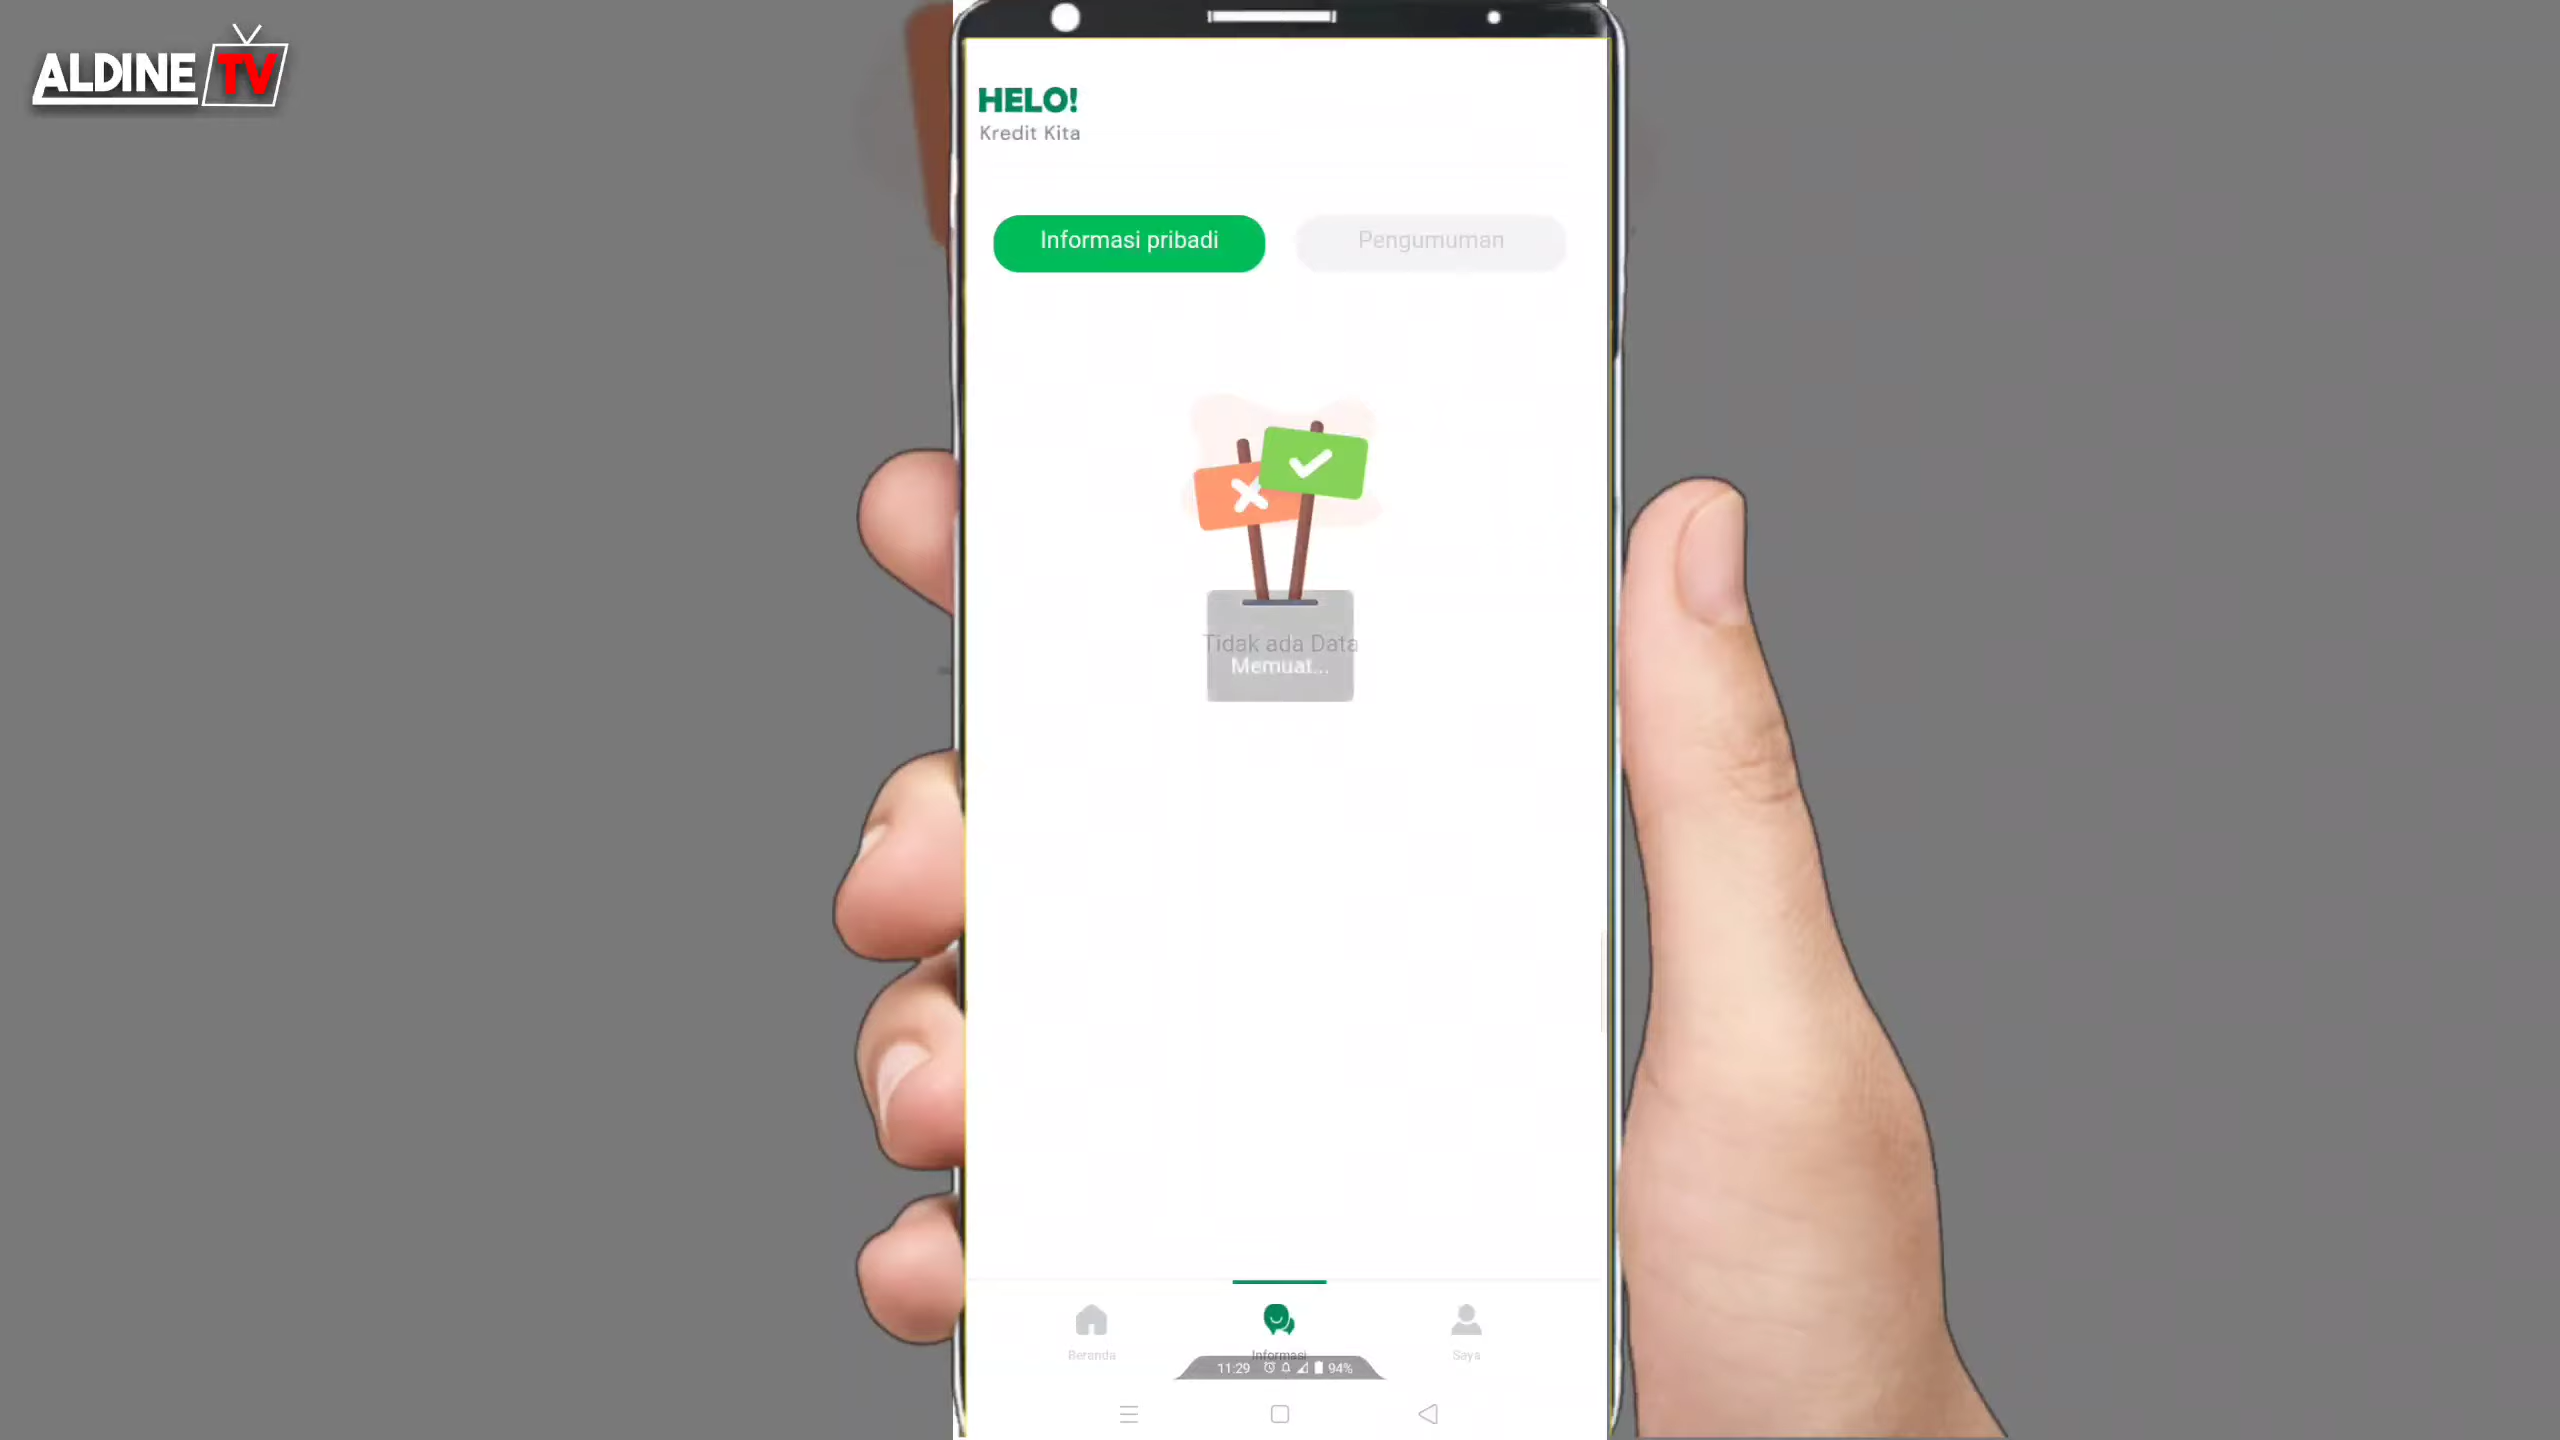 ALDINE TV
HELO!
Kredit Kita
Informasi pribadi
Pengumuman
Tidak ada Data
Memuat...
Beranda
Informasi
Saya
11:29
94%